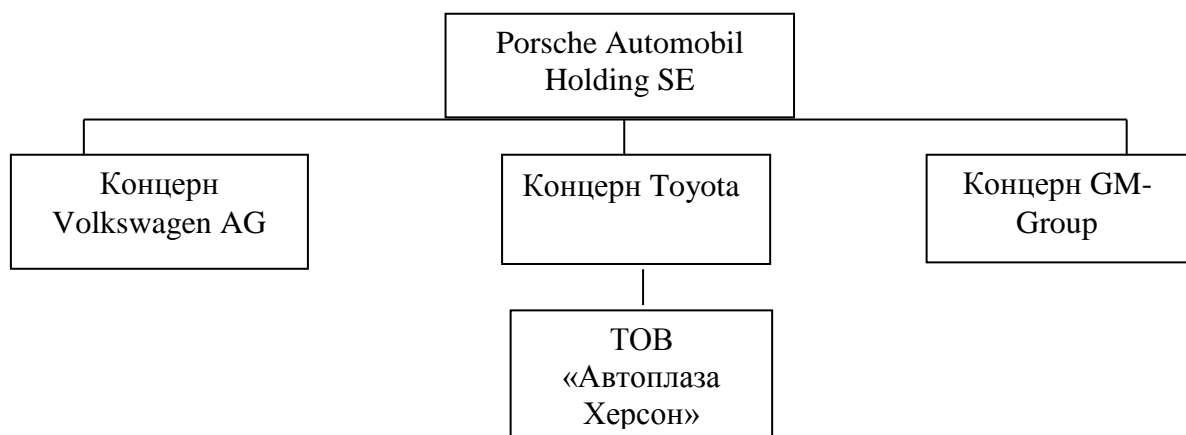 Porsche Automobil
Holding SE
Концерн
Volkswagen AG
Концерн Toyota
Концерн GM-
Group
ТОВ
«Автоплаза
Херсон»